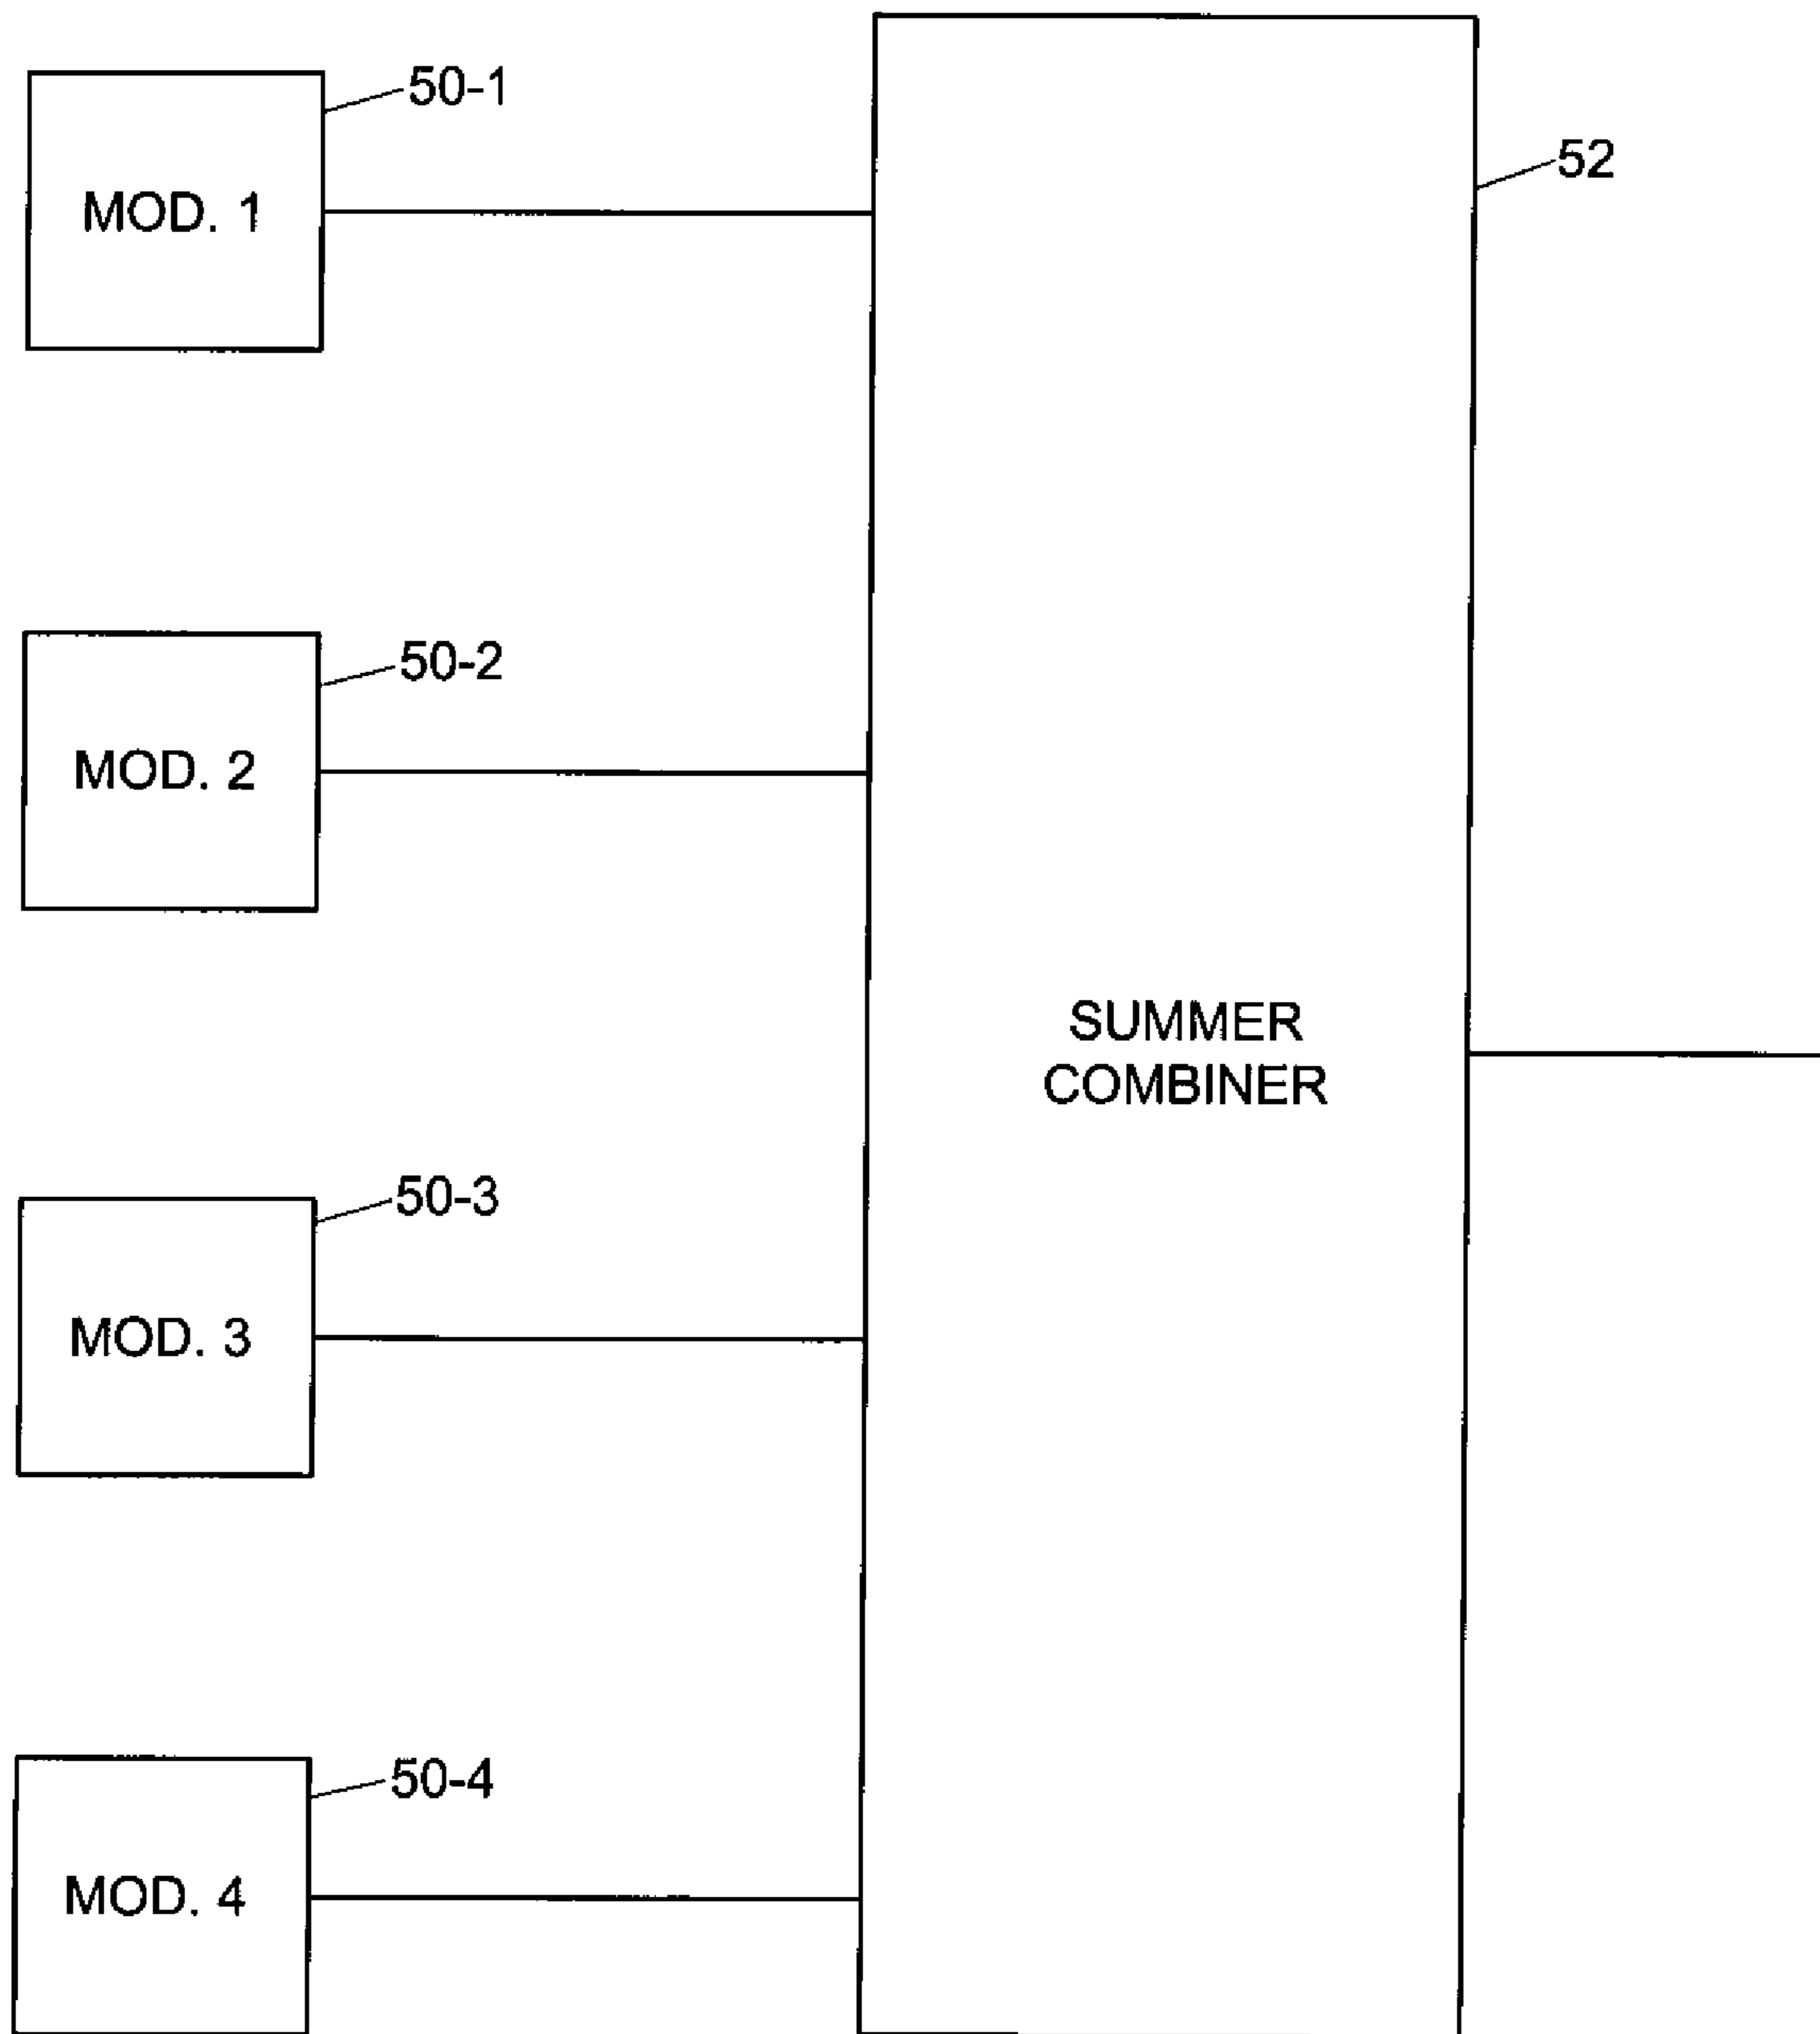 50-1
52
MOD. 1
50-2
MOD. 2
SUMMER
COMBINER
50-3
MOD. 3
50-4
MOD. 4